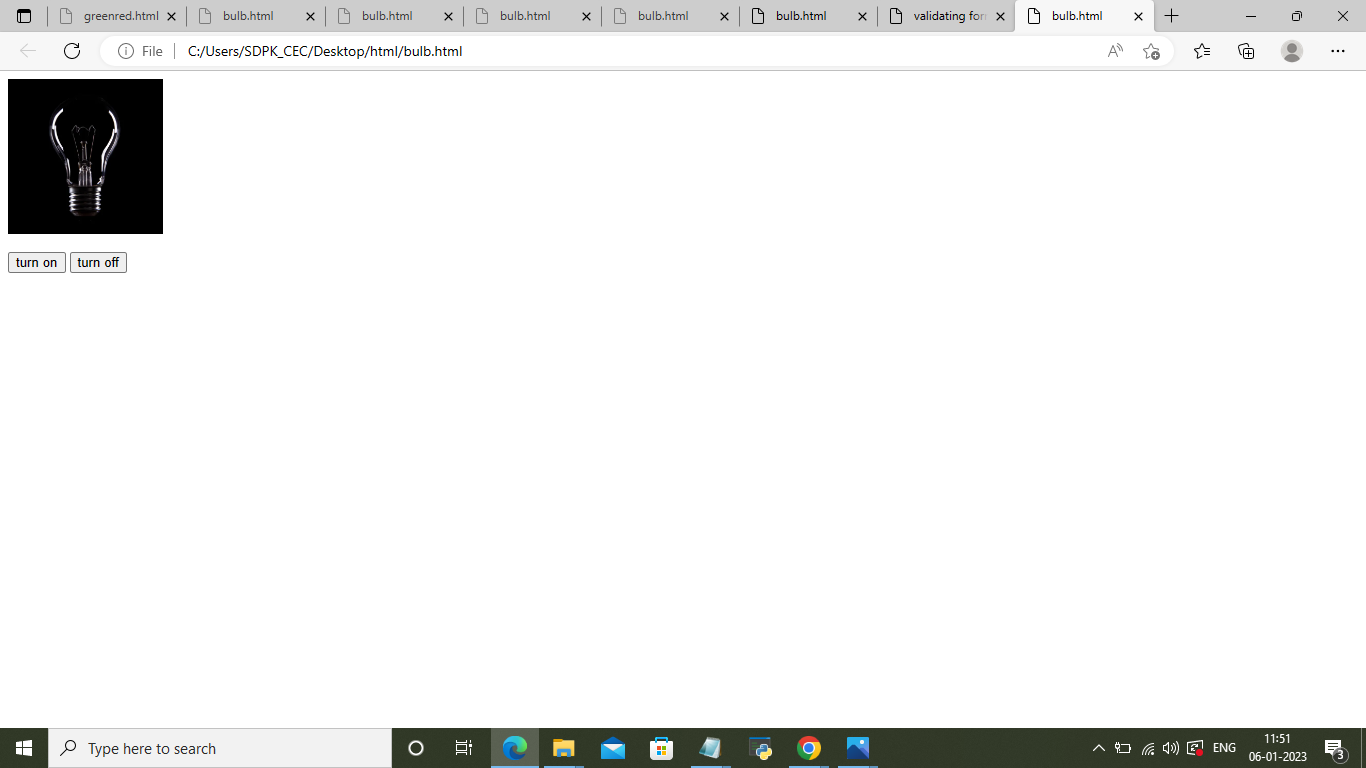 greenred.html bulb.html bulb.html bulb.html bulb.html bulb.html validating for bulb.html
File C:/Users/SDPK_CEC/Desktop/html/bulb.html
turn on turn off
Type here to search ENG 11:51
06-01-2023 3